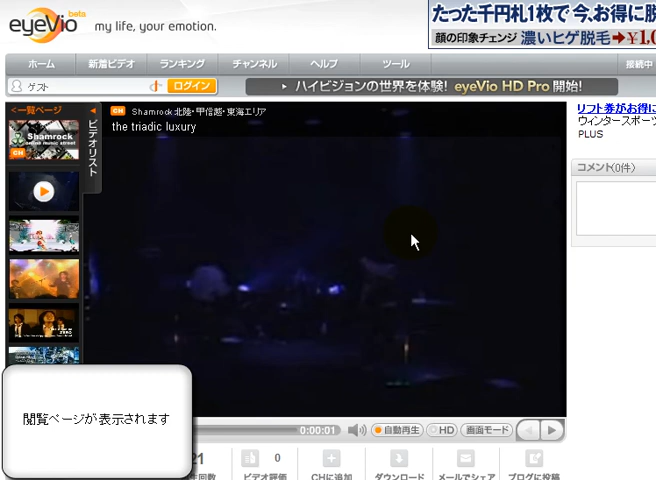 eyeVio beta
my life, your emotion.
たった千円札1枚で 今、お得に脱
顔の印象チェンジ 濃いヒゲ脱毛➔¥1,0
ホーム
新着ビデオ
ランキング
チャンネル
ヘルプ
ツール
接続中
ゲスト
ログイン
ハイビジョンの世界を体験! eyeVio HD Pro 開始!
<一覧ページ
ビデオリスト
CH Shamrock北陸・甲信越・東海エリア
the triadic luxury
Shamrock
online music street
CH
リフト券がお得に
ウィンタースポーツ
PLUS
コメント(0件)
閲覧ページが表示されます
0:00:01
自動再生
HD
画面モード
21
生回数
0
ビデオ評価
CHに追加
ダウンロード
メールでシェア
ブログに投稿